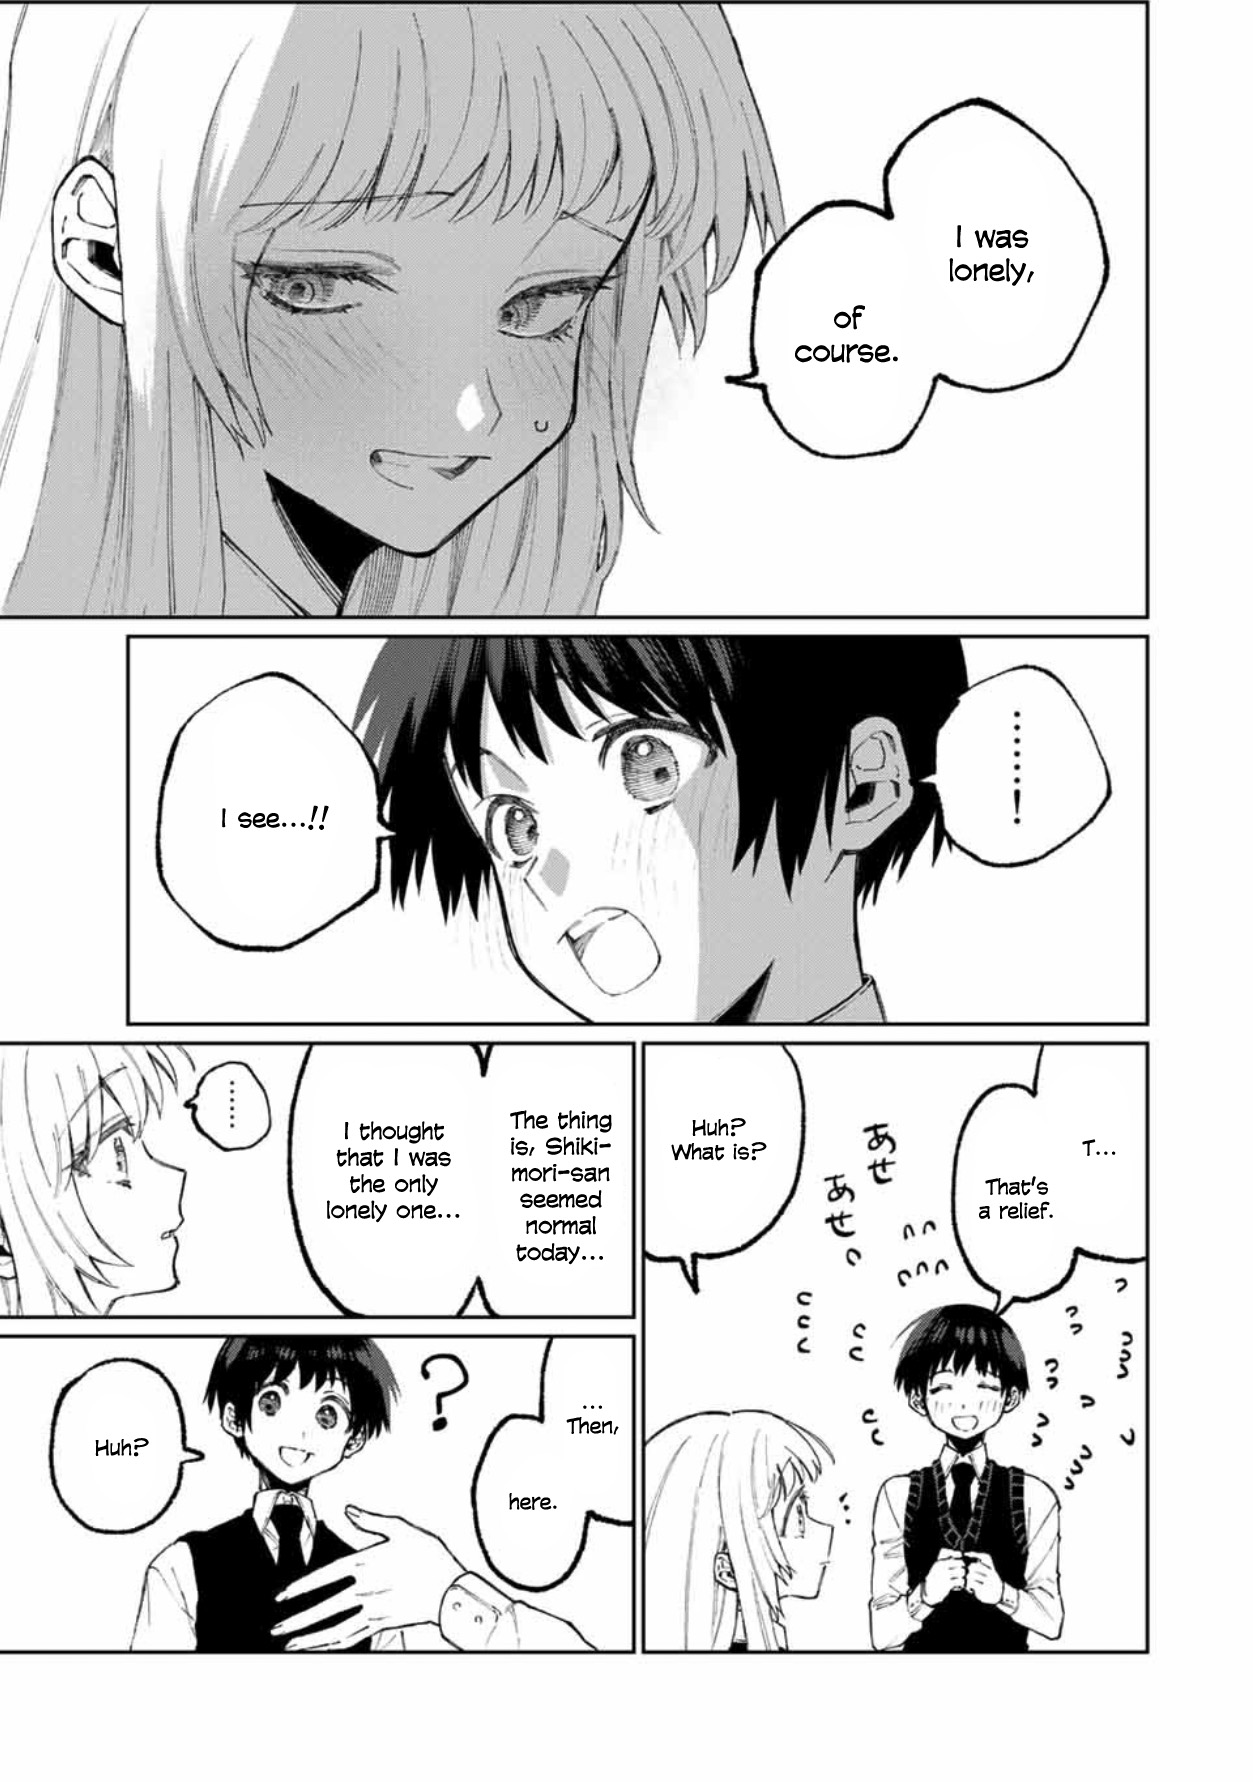 I was
lonely,
of
course.
.......!
I see...!!
T...
That's
a relief.
あせ
あせ
Huh?
What is?
The thing
is, Shiki-
mori-san
seemed
normal
today...
I thought
that I was
the only
lonely one...
......
...
Then,
here.
?
Huh?